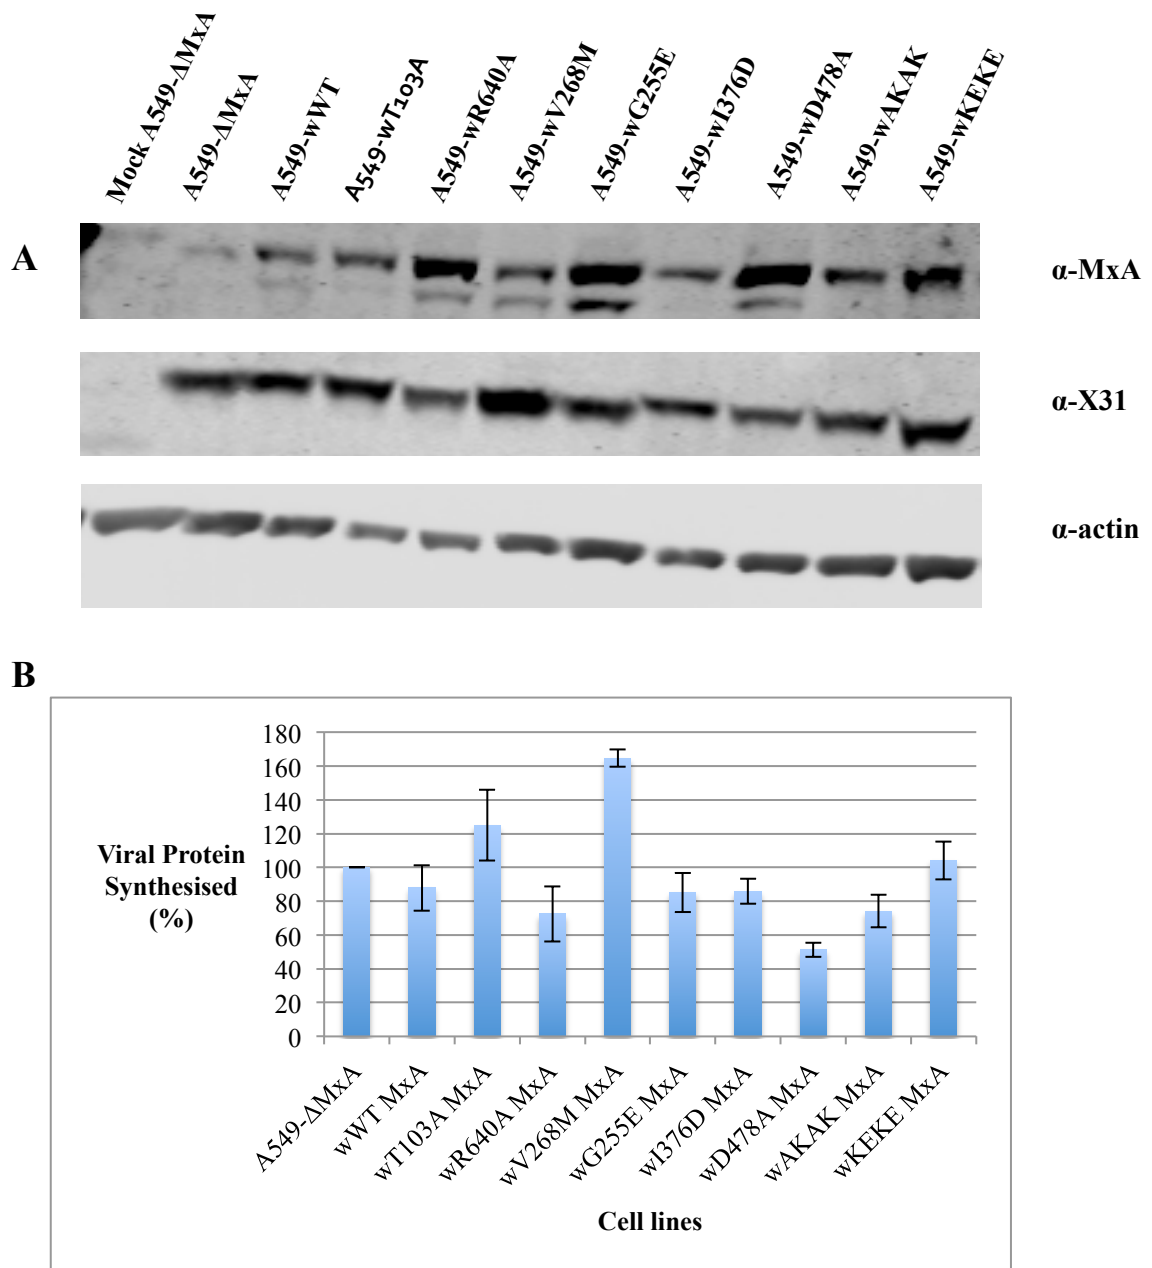 Mock A549-ΔMxA
A549-ΔMxA
A549-wWT
A549-wT103A
A549-wR640A
A549-wV268M
A549-wG255E
A549-wI376D
A549-wD478A
A549-wAKAK
A549-wKEKE
A
α-MxA
α-X31
α-actin
B
180
160
140
120
100
80
60
40
20
0
Viral Protein
Synthesised
(%)
A549-ΔMxA
wWT MxA
wT103A MxA
wR640A MxA
wV268M MxA
wG255E MxA
wI376D MxA
wD478A MxA
wAKAK MxA
wKEKE MxA
Cell lines